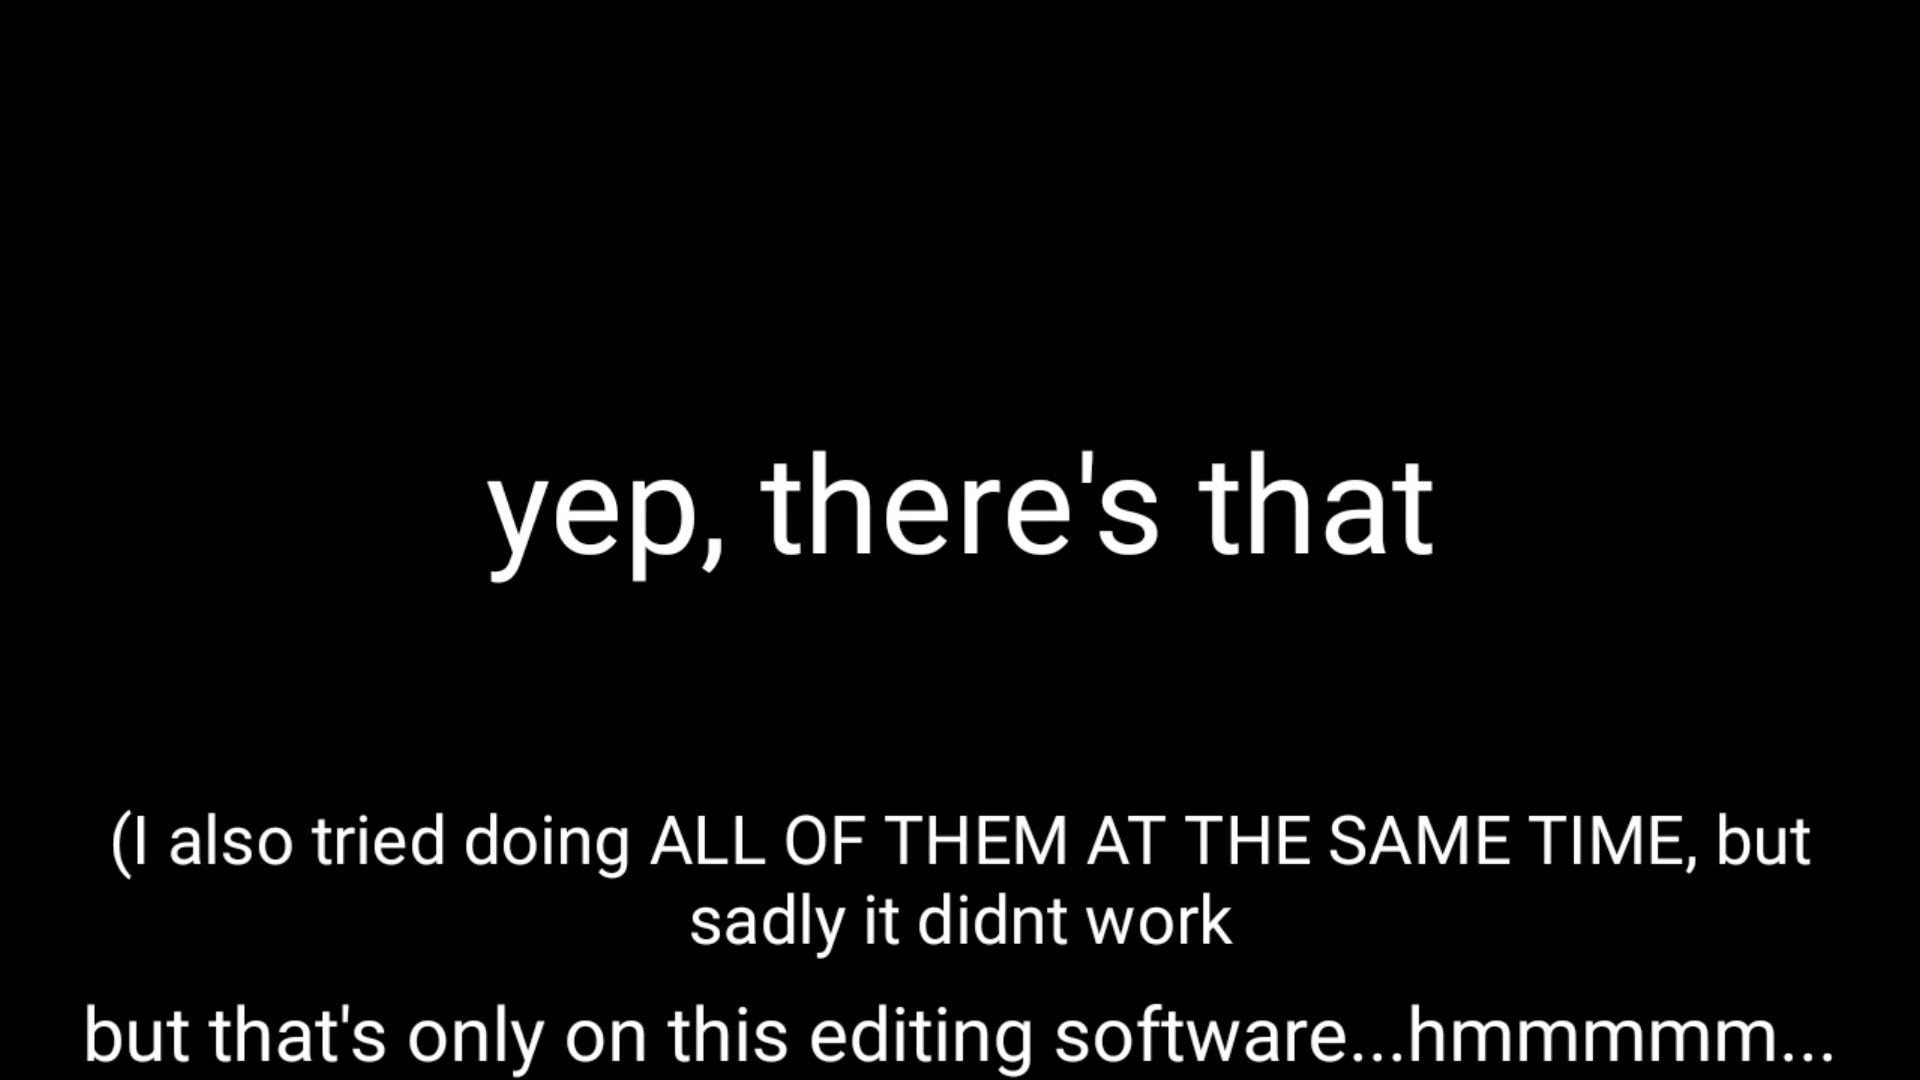 yep, there's that
(I also tried doing ALL OF THEM AT THE SAME TIME, but
sadly it didnt work
but that's only on this editing software...hmmmmm...